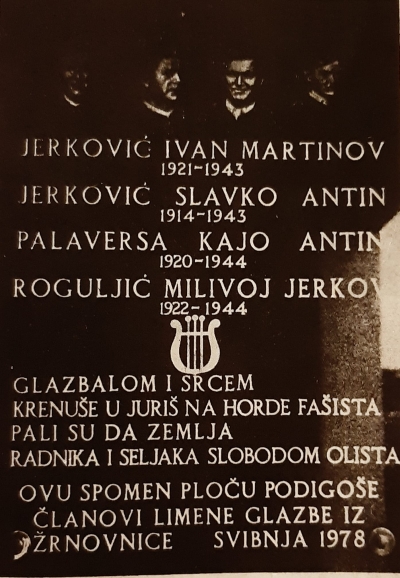 JERKOVIĆ IVAN MARTINOV
1921-1943
JERKOVIĆ SLAVKO ANTIN
1914-1943
PALAVERSA KAJO ANTIN
1920-1944
ROGULJIĆ MILIVOJ JERKOV
1922-1944
GLAZBALOM I SRCEM
KRENUŠE U JURIŠ NA HORDE FAŠISTA
PALI SU DA ZEMLJA
RADNIKA I SELJAKA SLOBODOM OLISTA
OVU SPOMEN PLOČU PODIGOŠE
ČLANOVI LIMENE GLAZBE IZ
ŽRNOVNICE SVIBNJA 1978